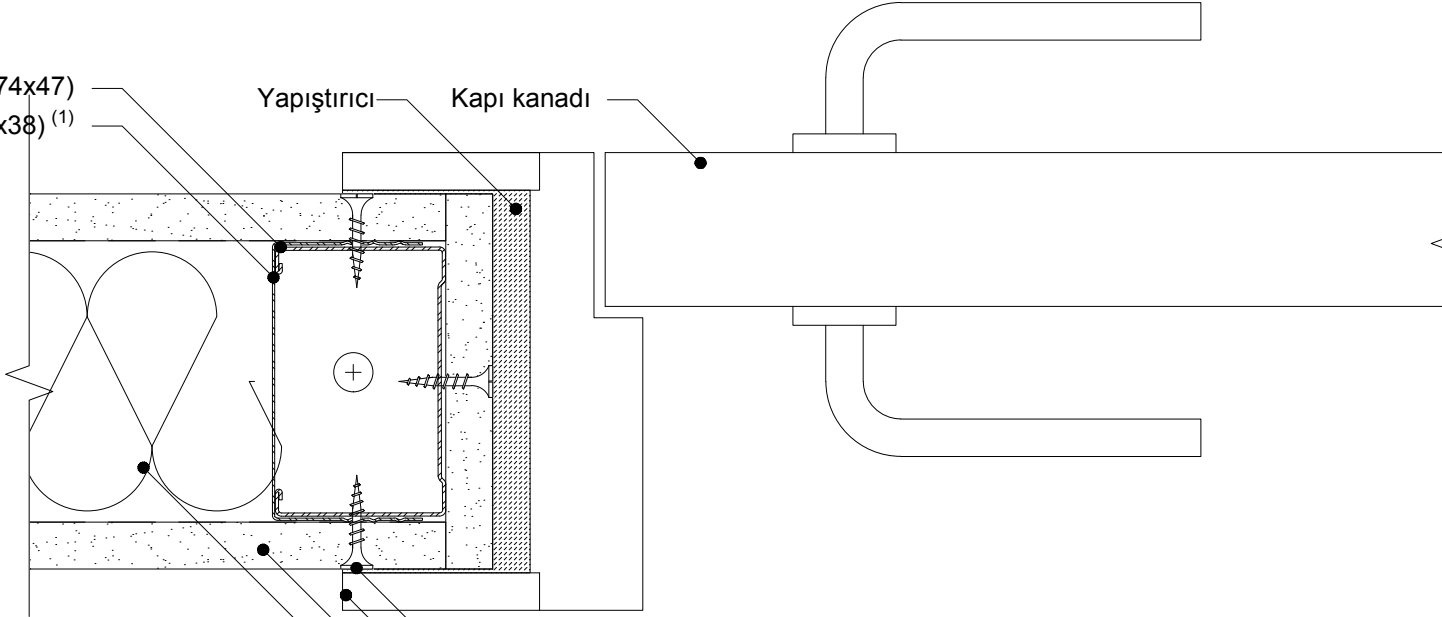 74x47)
x38) (1)
Yapıştırıcı
Kapı kanadı